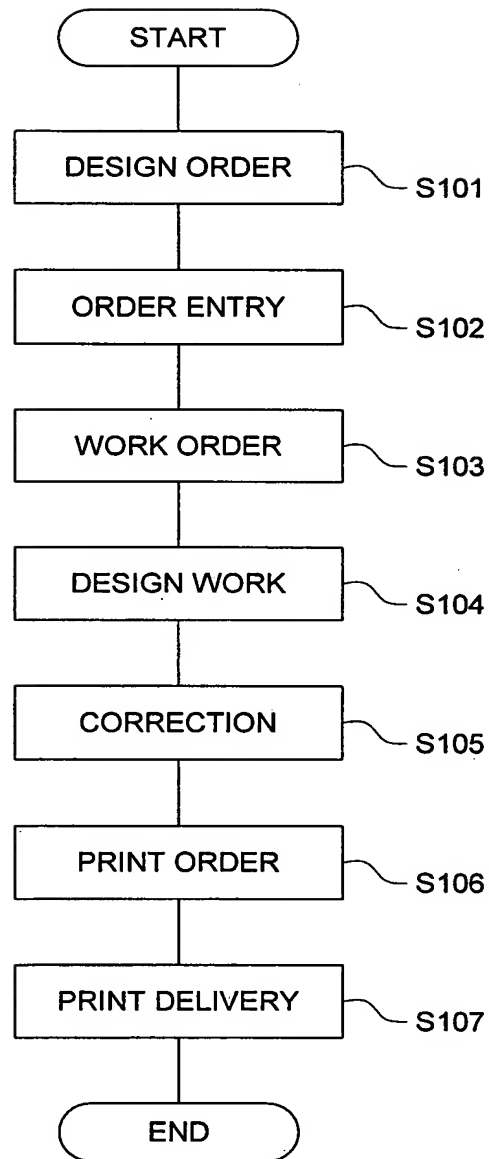 START
DESIGN ORDER
S101
ORDER ENTRY
S102
WORK ORDER
S103
DESIGN WORK
S104
CORRECTION
S105
PRINT ORDER
S106
PRINT DELIVERY
S107
END